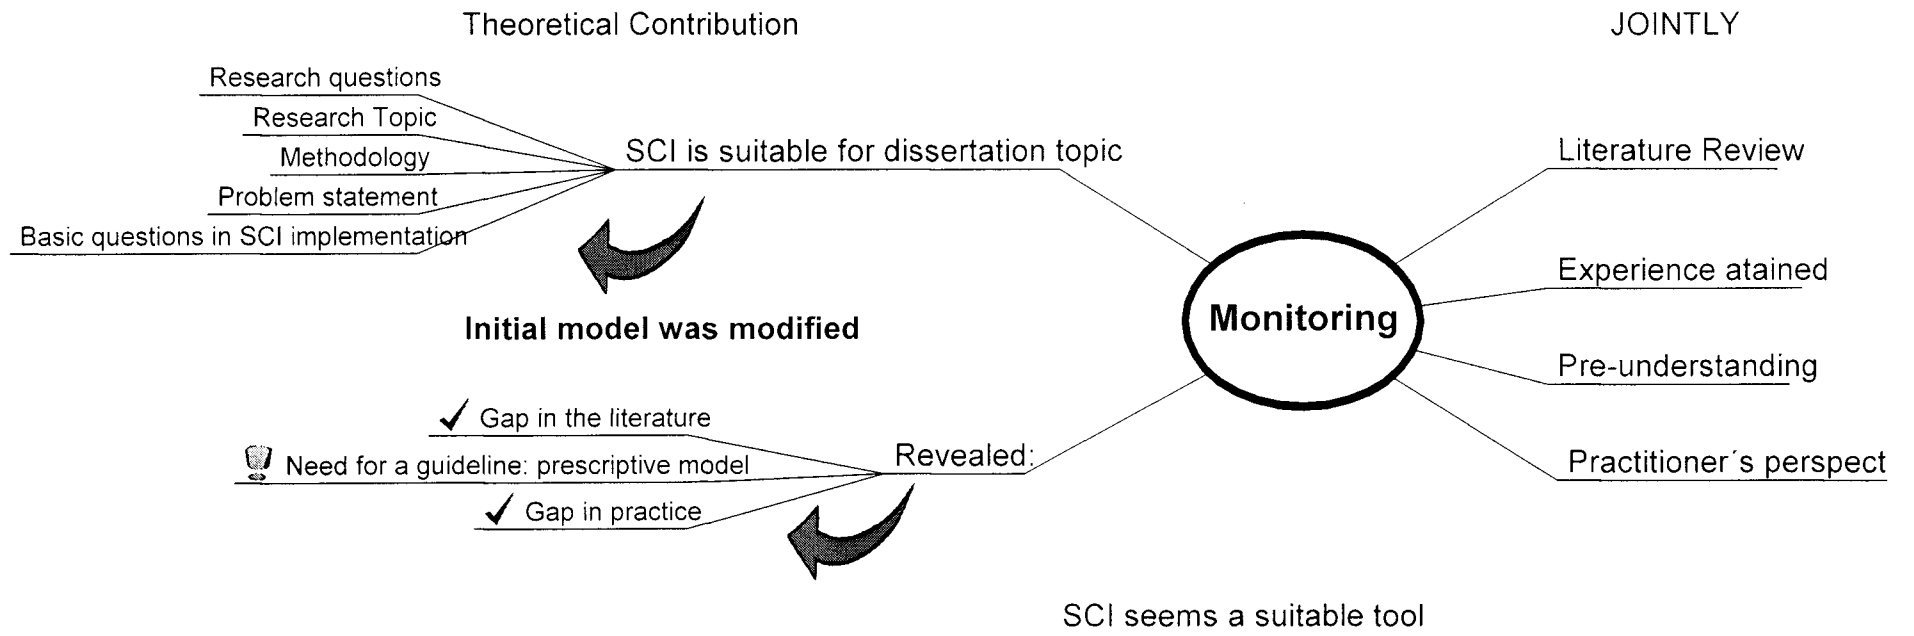 Theoretical Contribution
JOINTLY
Research questions
Research Topic
Methodology
Problem statement
Basic questions in SCI implementation
SCI is suitable for dissertation topic
Initial model was modified
Gap in the literature
Need for a guideline: prescriptive model
Gap in practice
Revealed:
Monitoring
Literature Review
Experience atained
Pre-understanding
Practitioner´s perspect
SCI seems a suitable tool